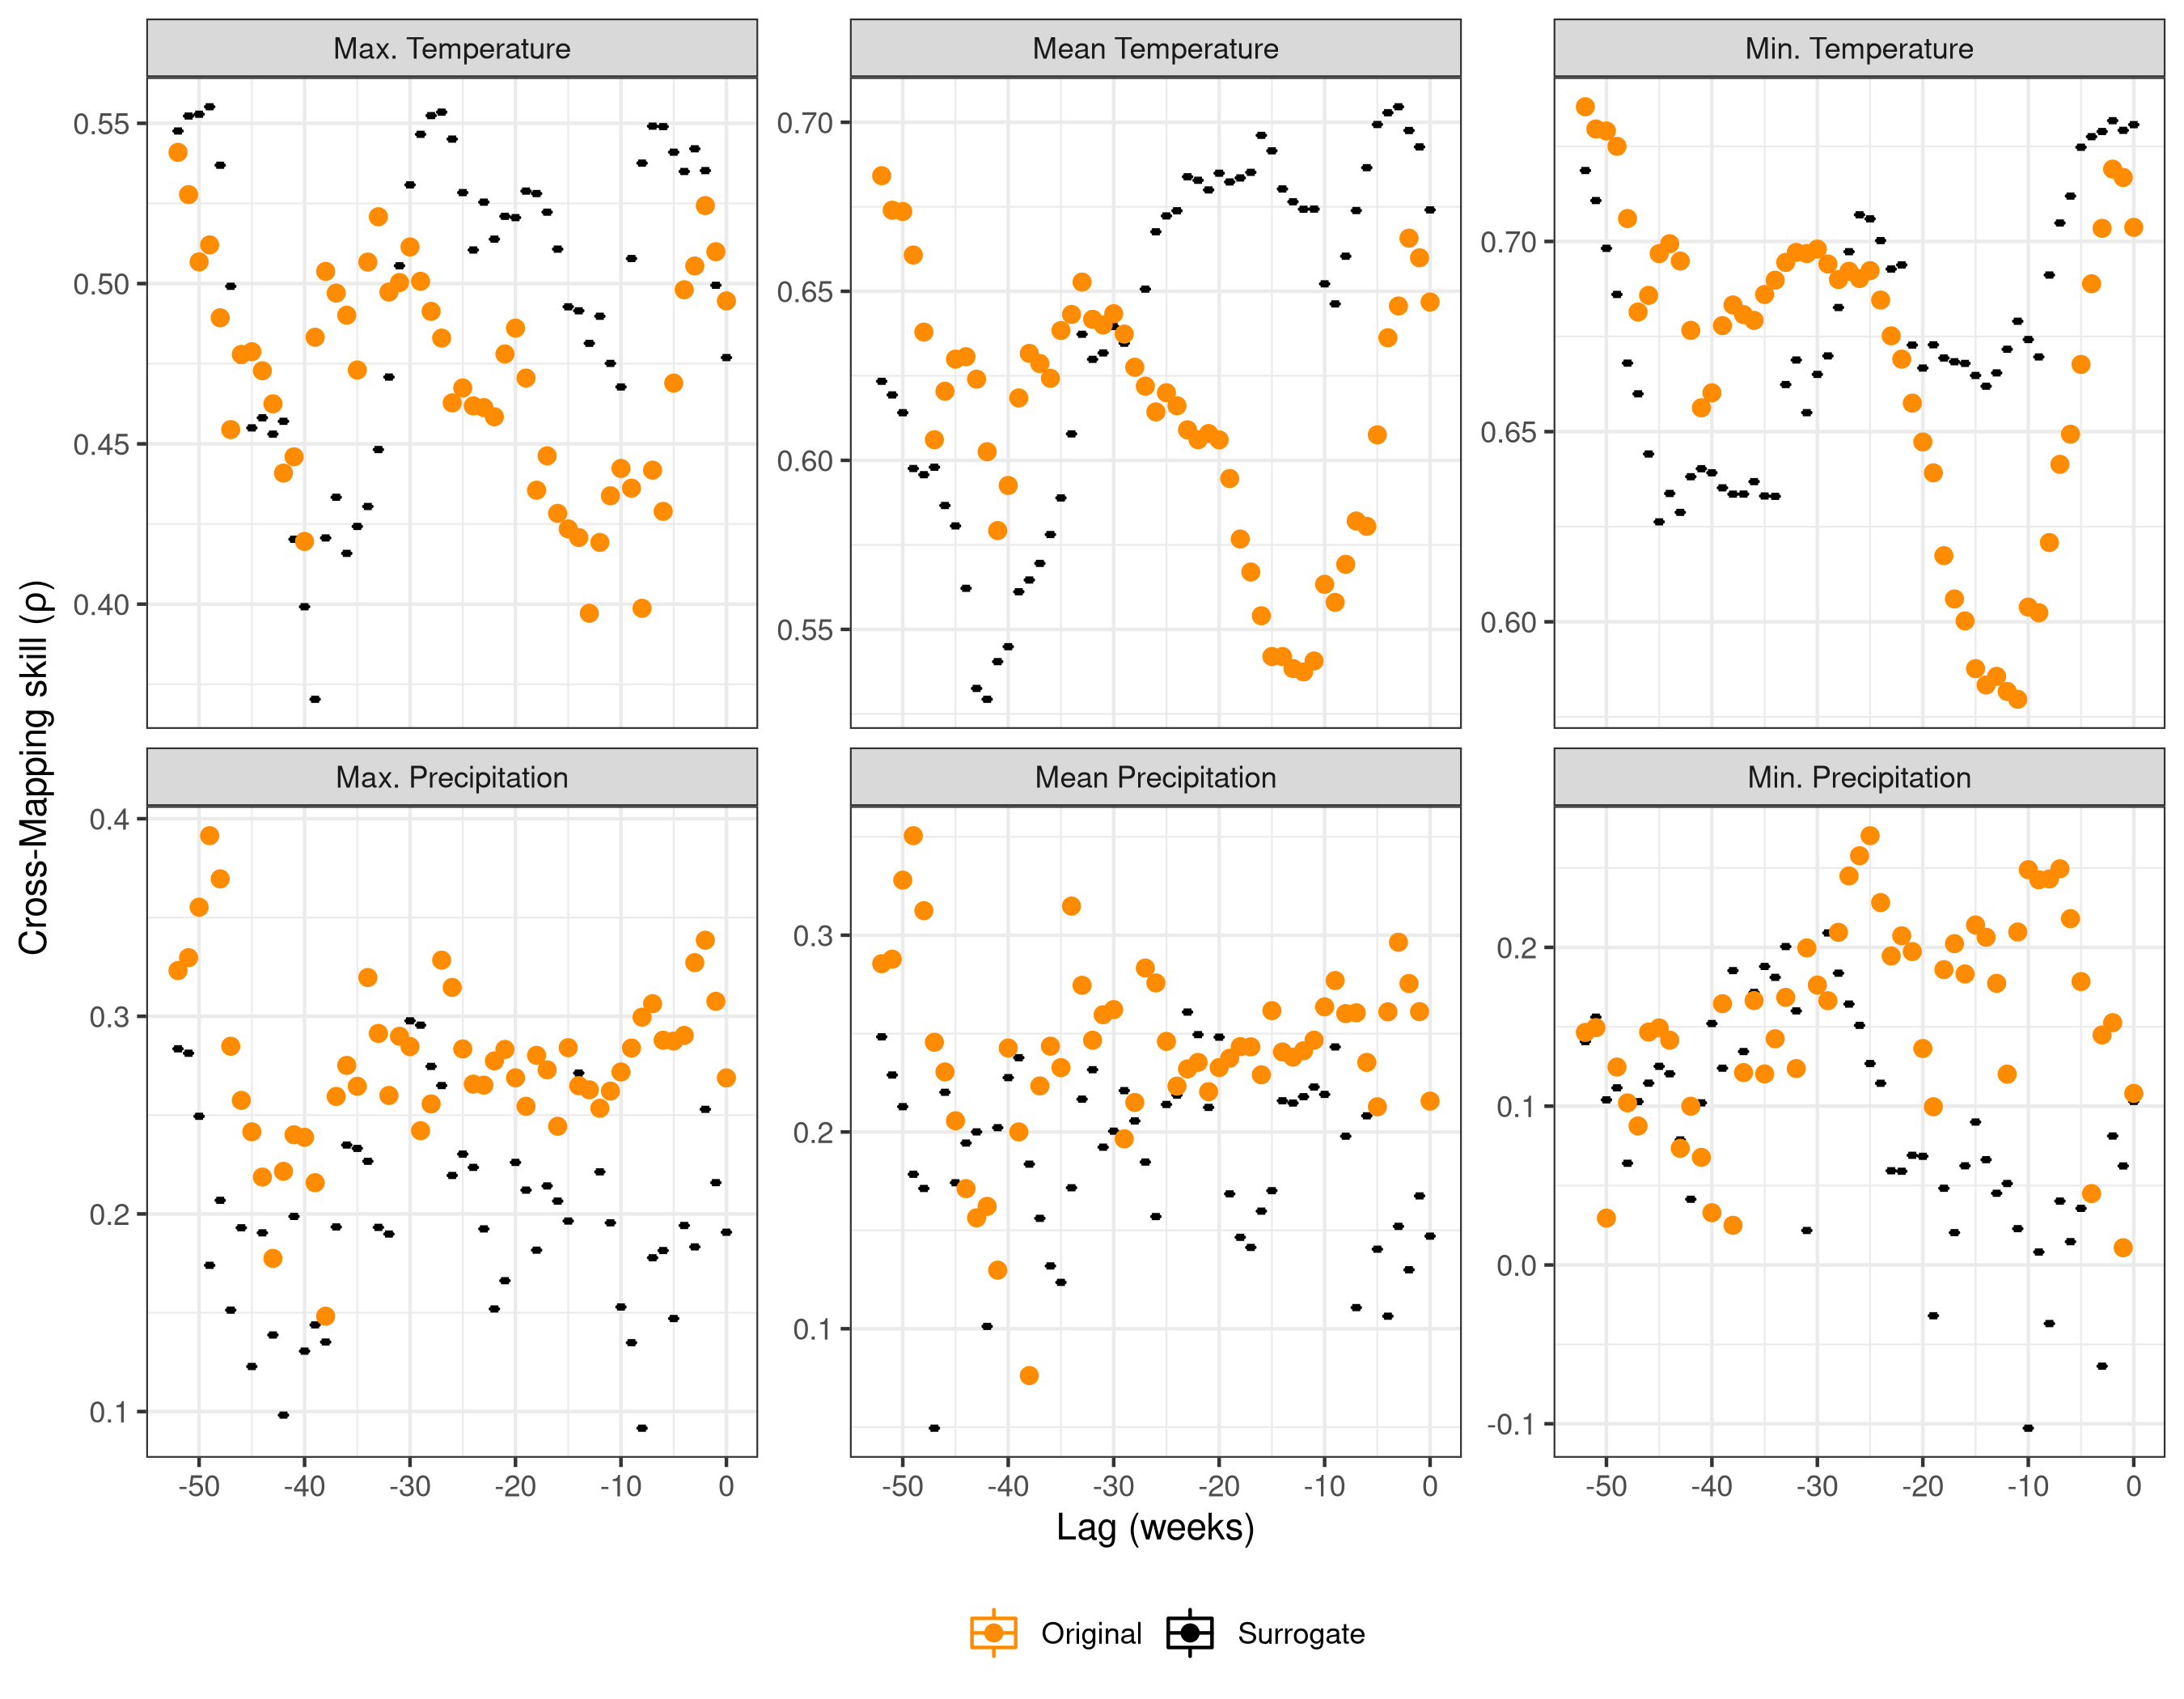 Max. Temperature
Mean Temperature
Min. Temperature
0.55
0.50
0.45
0.40
0.70
0.65
0.60
0.55
0.70
0.65
0.60
Cross-Mapping skill (ρ)
Max. Precipitation
Mean Precipitation
Min. Precipitation
0.4
0.3
0.2
0.1
0.3
0.2
0.1
0.2
0.1
0.0
-0.1
-50 -40 -30 -20 -10 0
-50 -40 -30 -20 -10 0
-50 -40 -30 -20 -10 0
Lag (weeks)
Original Surrogate